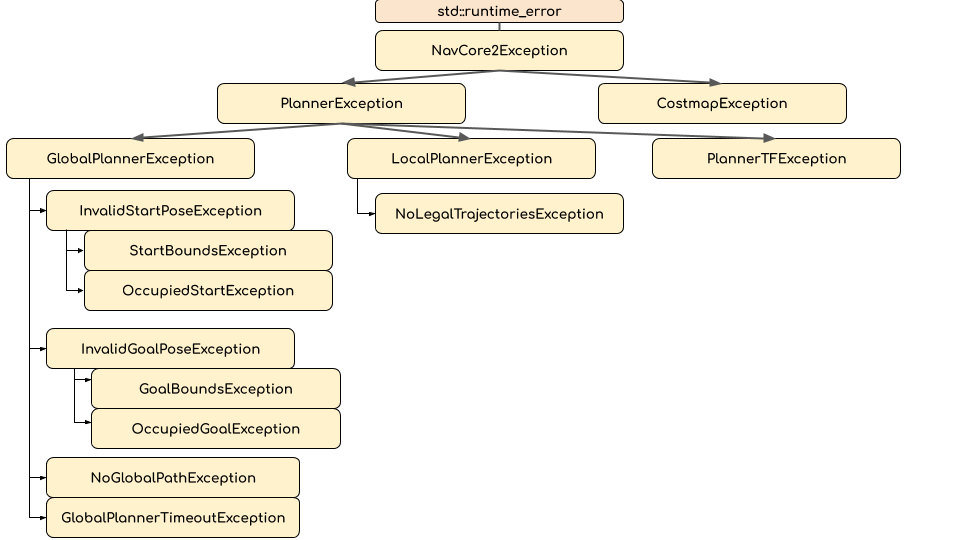 std::runtime_error
NavCore2Exception
PlannerException
CostmapException
GlobalPlannerException
LocalPlannerException
PlannerTFException
InvalidStartPoseException
NoLegalTrajectoriesException
StartBoundsException
OccupiedStartException
InvalidGoalPoseException
GoalBoundsException
OccupiedGoalException
NoGlobalPathException
GlobalPlannerTimeoutException